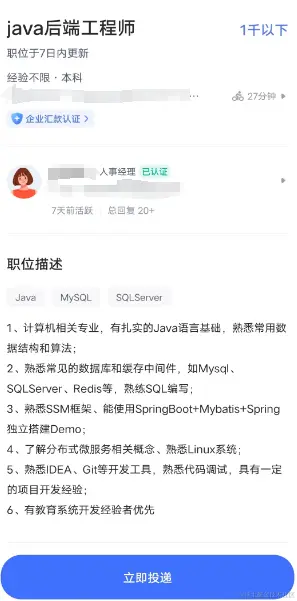 java后端工程师
1千以下
职位于7日内更新
经验不限·本科
... 27分钟
企业汇款认证
人事经理 已认证
7天前活跃 总回复 20+
职位描述
Java MySQL SQLServer
1、计算机相关专业，有扎实的Java语言基础，熟悉常用数
据结构和算法；
2、熟悉常见的数据库和缓存中间件，如Mysql、
SQLServer、Redis等，熟练SQL编写；
3、熟悉SSM框架、能使用SpringBoot+Mybatis+Spring
独立搭建Demo；
4、了解分布式微服务相关概念、熟悉Linux系统；
5、熟悉IDEA、Git等开发工具，熟悉代码调试，具有一定
的项目开发经验；
6、有教育系统开发经验者优先
立即投递